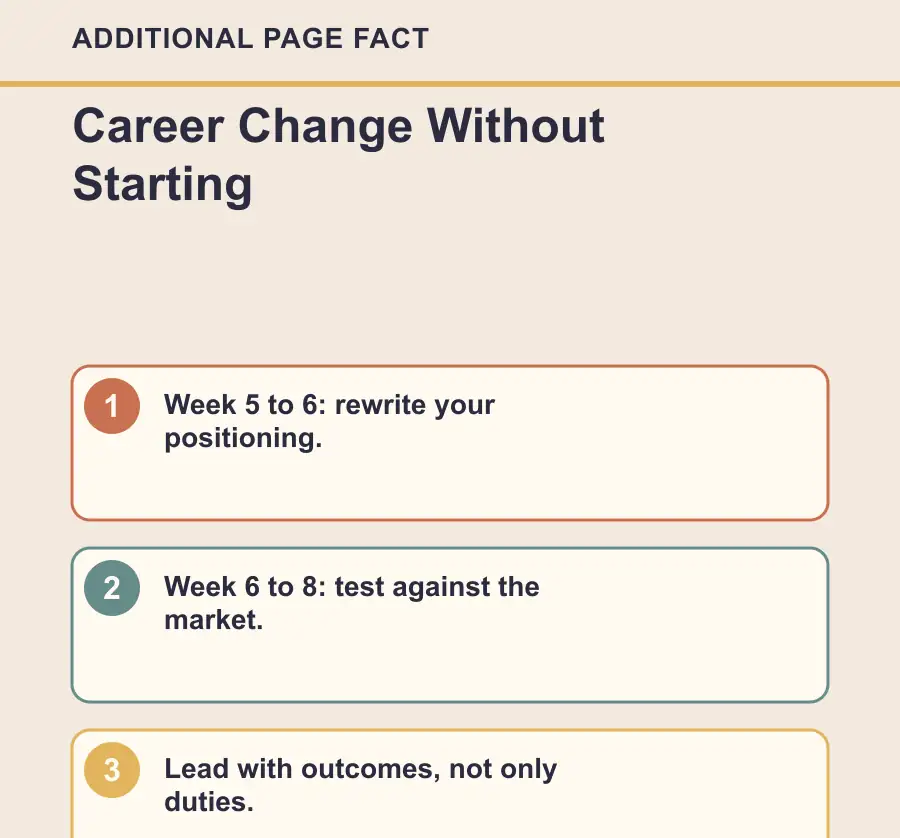 ADDITIONAL PAGE FACT
Career Change Without
Starting
1
Week 5 to 6: rewrite your
positioning.
2
Week 6 to 8: test against the
market.
3
Lead with outcomes, not only
duties.